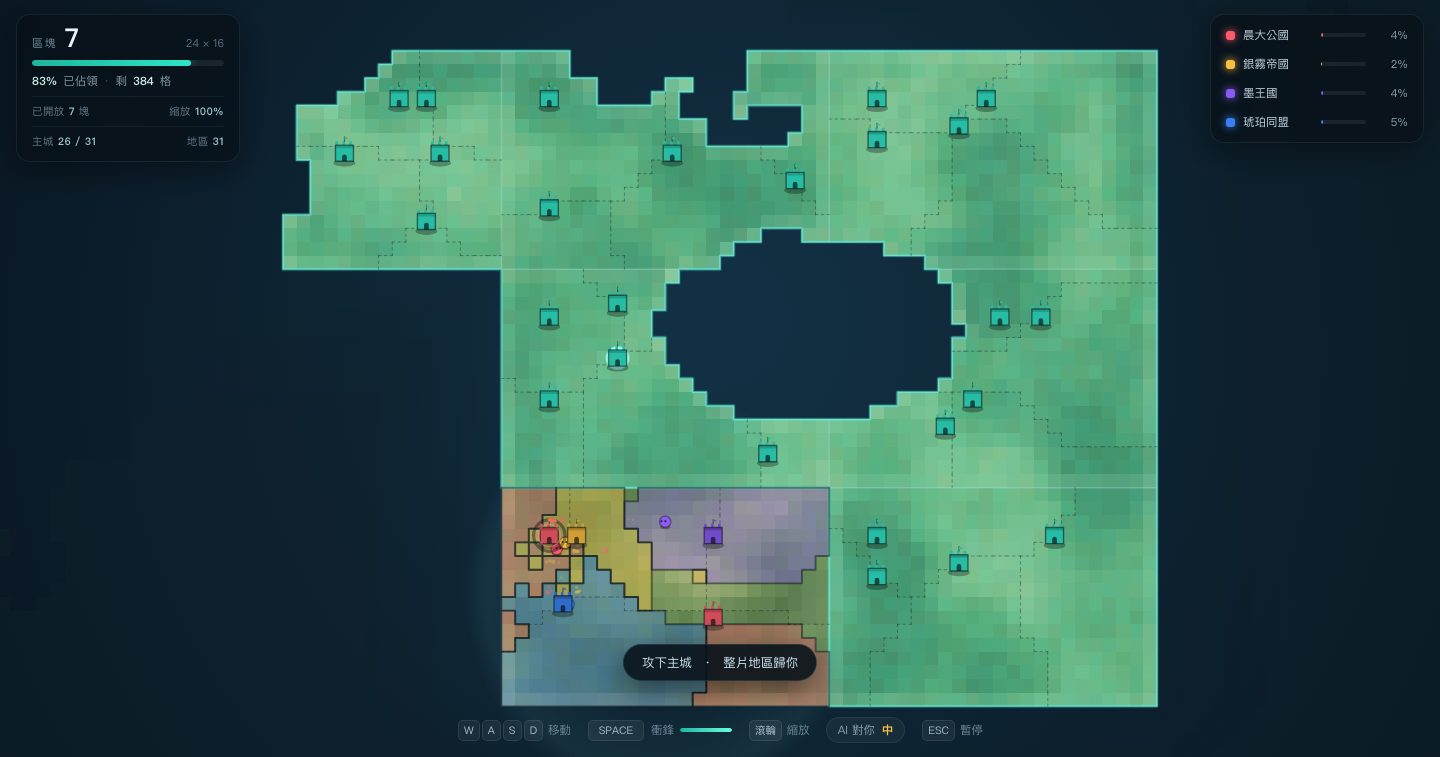 區塊 7 24 × 16
83% 已佔領 · 剩 384 格
已開放 7 塊 縮放 100%
主城 26 / 31 地區 31
晨大公國 4%
銀霧帝國 2%
墨王國 4%
琥珀同盟 5%
攻下主城 · 整片地區歸你
W A S D 移動 SPACE 衝鋒 滾輪 縮放 AI 對你 中 ESC 暫停